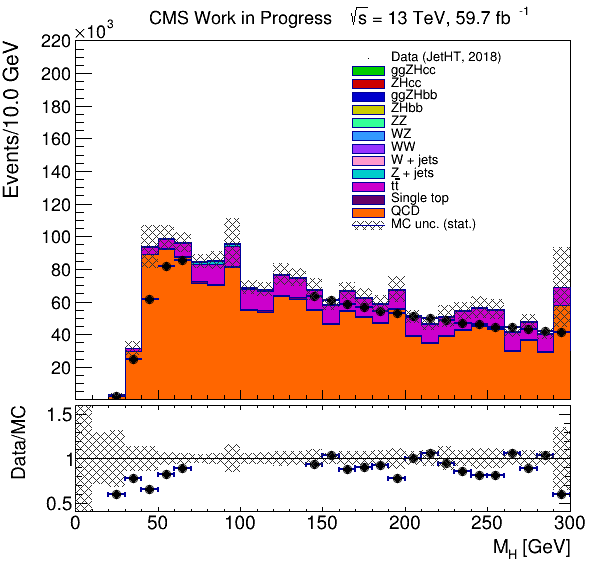 CMS Work in Progress √s = 13 TeV, 59.7 fb⁻¹
×10³
Events/10.0 GeV
220
200
180
160
140
120
100
80
60
40
20
Data (JetHT, 2018)
ggZHcc
ZHcc
ggZHbb
ZHbb
ZZ
WZ
WW
W + jets
Z + jets
tt̅
Single top
QCD
MC unc. (stat.)
Data/MC
1.5
1
0.5
0 50 100 150 200 250 300
M_H [GeV]